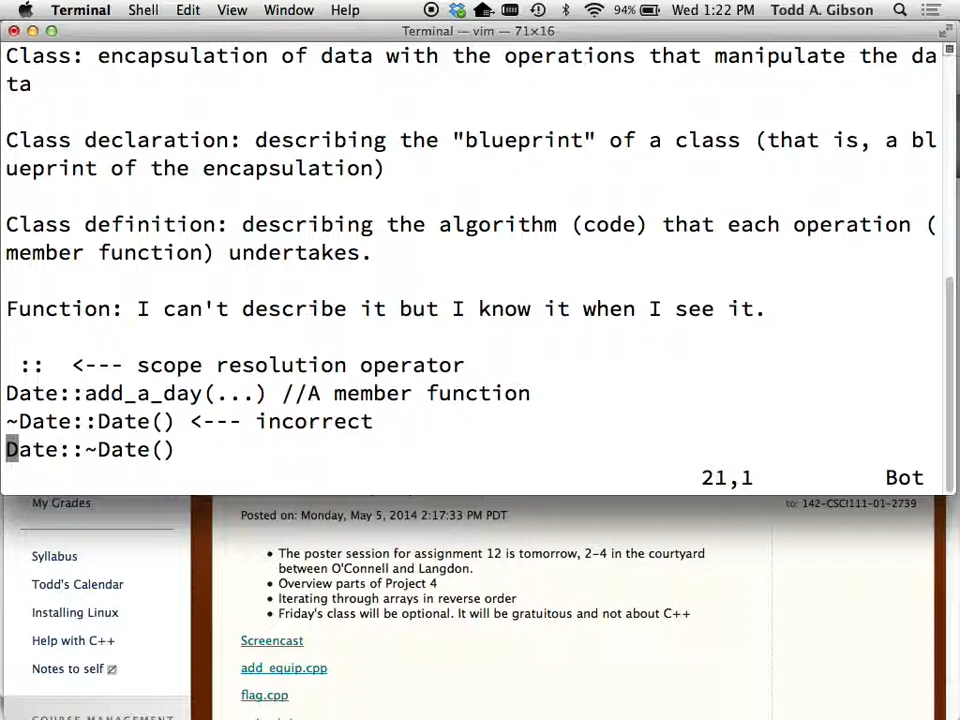 Terminal Shell Edit View Window Help 94% Wed 1:22 PM Todd A. Gibson
Terminal — vim — 71×16
Class: encapsulation of data with the operations that manipulate the da
ta
Class declaration: describing the "blueprint" of a class (that is, a bl
ueprint of the encapsulation)
Class definition: describing the algorithm (code) that each operation (
member function) undertakes.
Function: I can't describe it but I know it when I see it.
:: <--- scope resolution operator
Date::add_a_day(...) //A member function
~Date::Date() <--- incorrect
Date::~Date()
21,1 Bot
My Grades
Posted on: Monday, May 5, 2014 2:17:33 PM PDT
to: 142-CSCI111-01-2739
Syllabus
Todd's Calendar
Installing Linux
Help with C++
Notes to self
• The poster session for assignment 12 is tomorrow, 2-4 in the courtyard
between O'Connell and Langdon.
• Overview parts of Project 4
• Iterating through arrays in reverse order
• Friday's class will be optional. It will be gratuitous and not about C++
Screencast
add_equip.cpp
flag.cpp
COURSE MANAGEMENT